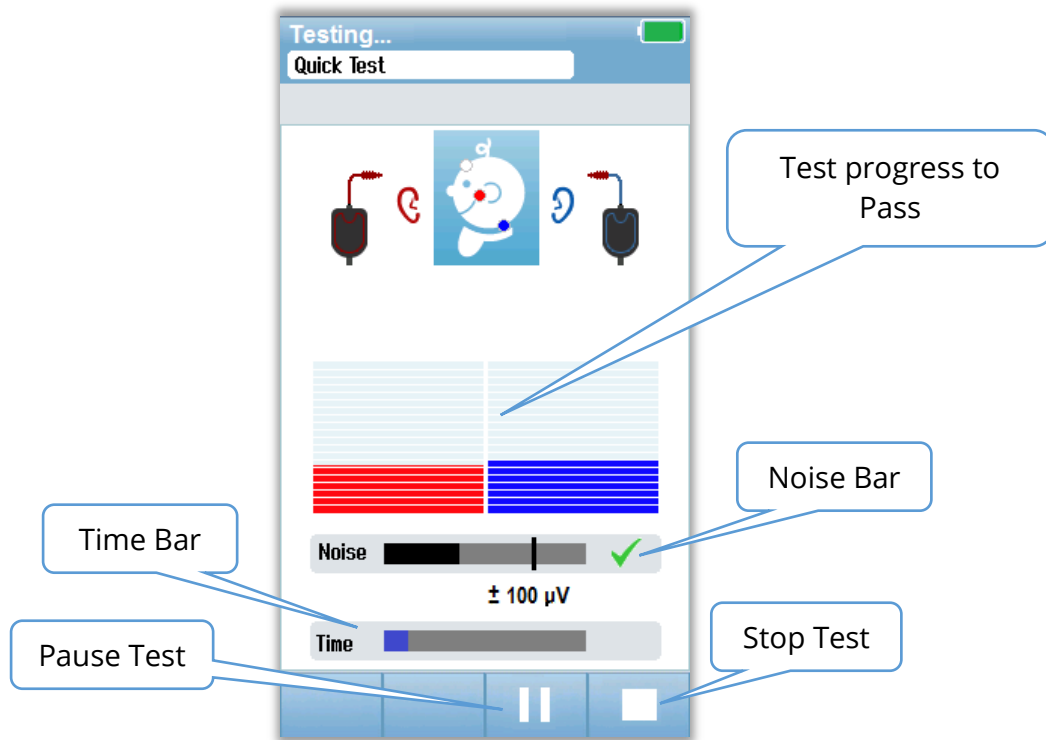 Testing...
Quick Test
Test progress to
Pass
Noise Bar
Time Bar
Noise
± 100 µV
Time
Pause Test
Stop Test